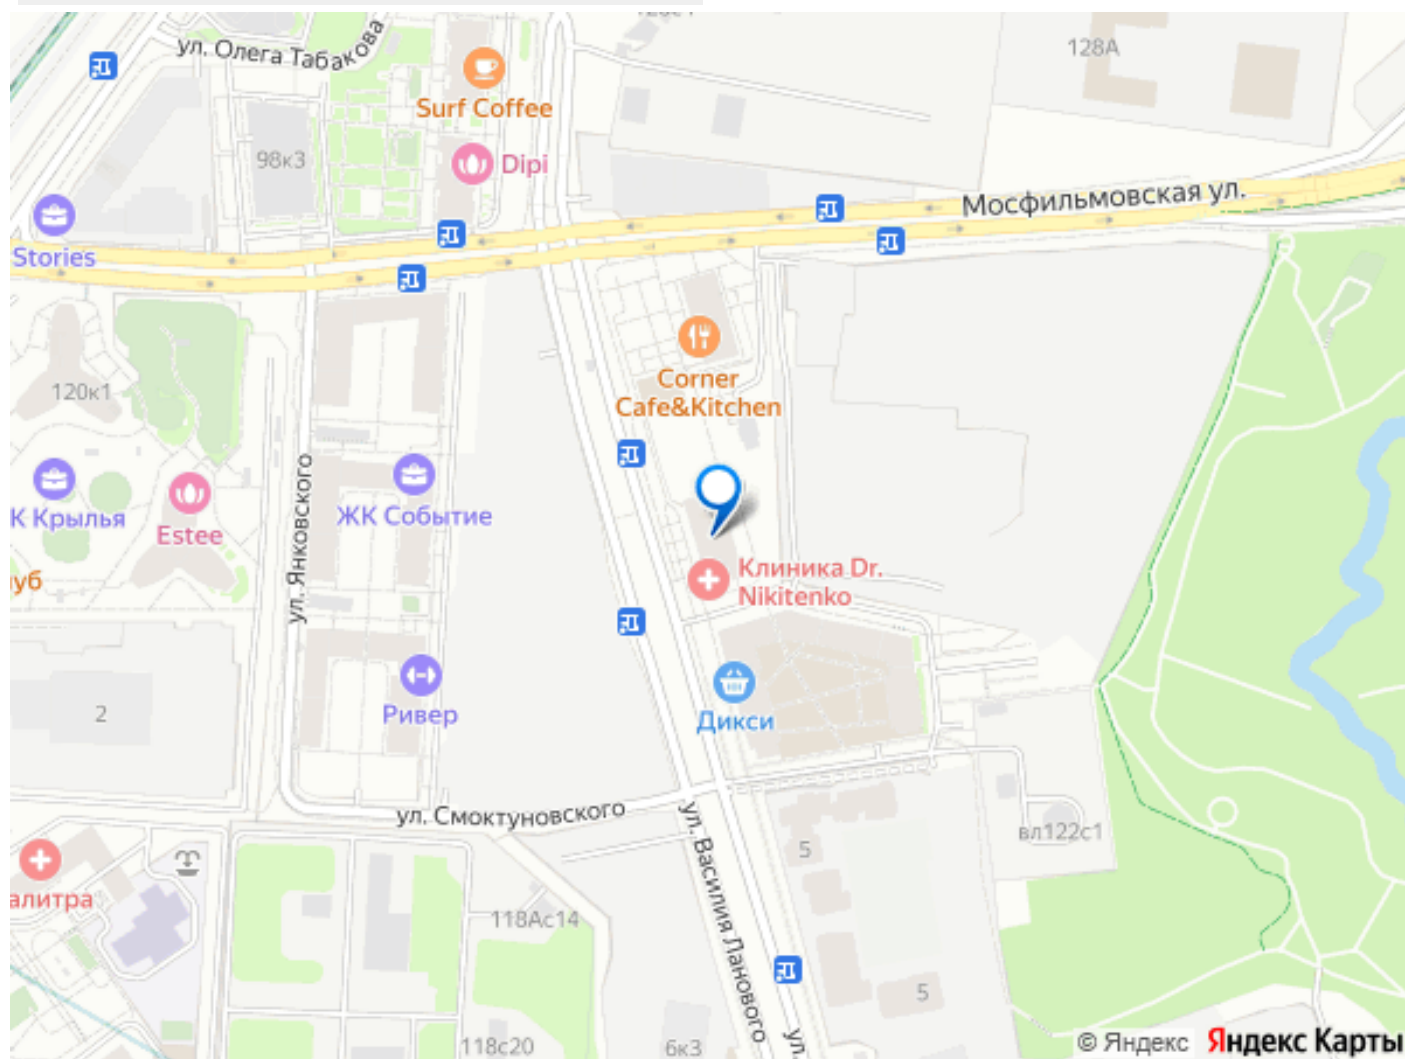 ул. Олега Табакова
128А
Surf Coffee
98к3
Dipi
Мосфильмовская ул.
Stories
Corner
Cafe&Kitchen
120к1
ул. Янковского
К Крылья
ЖК Событие
Estee
уб
Клиника Dr.
Nikitenko
2
Ривер
Дикси
ул. Смоктуновского
вл122с1
5
алитра
ул. Василия Ланового
118Ас14
5
118с20
6к3
ул.
© Яндекс Яндекс Карты